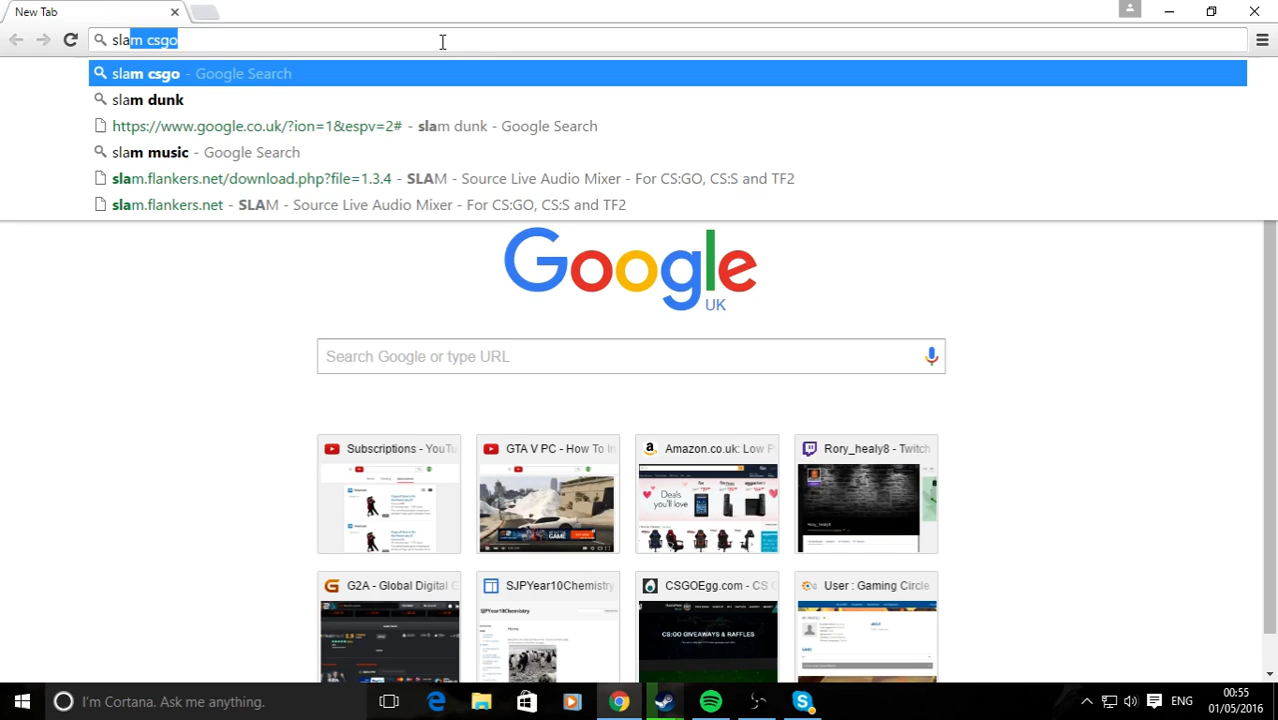 New Tab
slam csgo
slam csgo - Google Search
slam dunk
https://www.google.co.uk/?ion=1&espv=2# - slam dunk - Google Search
slam music - Google Search
slam.flankers.net/download.php?file=1.3.4 - SLAM - Source Live Audio Mixer - For CS:GO, CS:S and TF2
slam.flankers.net - SLAM - Source Live Audio Mixer - For CS:GO, CS:S and TF2
Google
UK
Search Google or type URL
Subscriptions - YouTu
GTA V PC - How To In
Amazon.co.uk: Low P
Rory_healy8 - Twitch
Deals you'll love
G2A - Global Digital G
SJPYear10Chemistry
CSGOEgg.com - CS G
User : Gaming Circle
SJPYear10Chemistry
CS:GO GIVEAWAYS & RAFFLES
I'm Cortana. Ask me anything.
ENG
00:55
01/05/2016